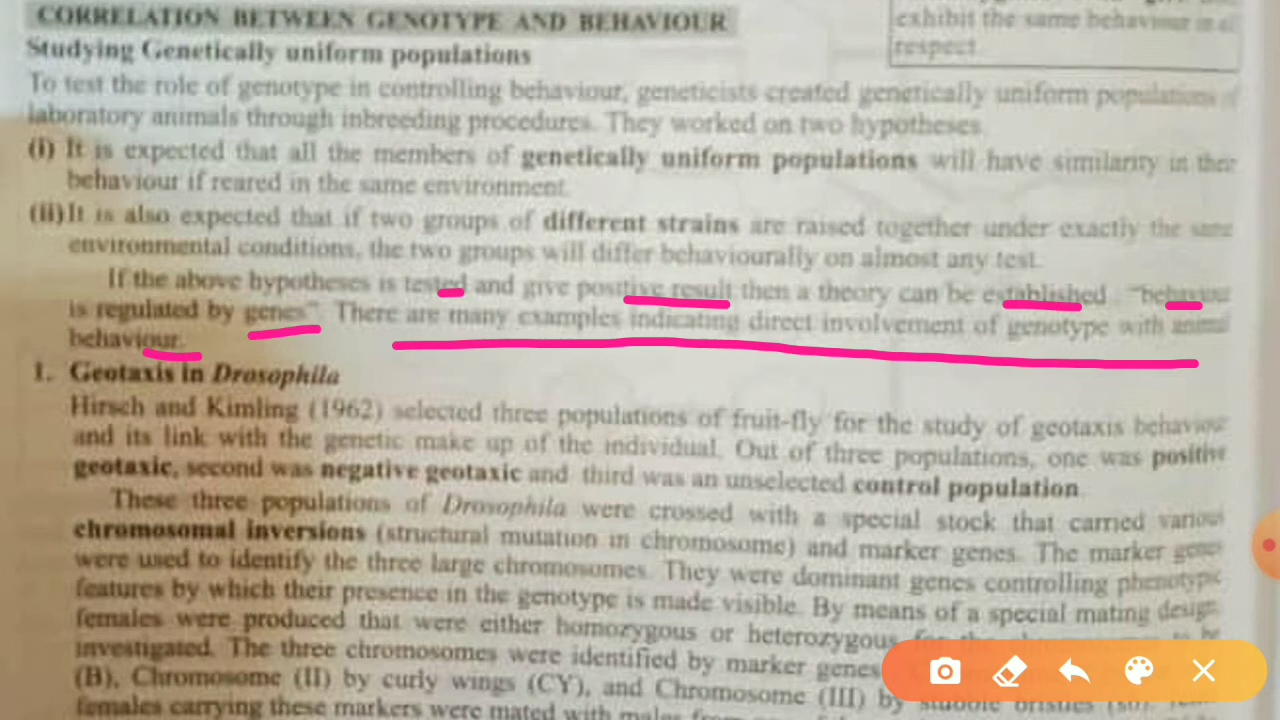 CORRELATION BETWEEN GENOTYPE AND BEHAVIOUR
exhibit the same behaviour in
respect
Studying Genetically uniform populations
To test the role of genotype in controlling behaviour, geneticists created genetically uniform populations of
laboratory animals through inbreeding procedures. They worked on two hypotheses.
(i) It is expected that all the members of genetically uniform populations will have similarity in their
behaviour if reared in the same environment.
(ii) It is also expected that if two groups of different strains are raised together under exactly the same
environmental conditions, the two groups will differ behaviourally on almost any test.
If the above hypotheses is tested and give positive result then a theory can be established "behaviour
is regulated by genes". There are many examples indicating direct involvement of genotype with animal
behaviour.
1. Geotaxis in Drosophila
Hirsch and Kimling (1962) selected three populations of fruit-fly for the study of geotaxis behaviour
and its link with the genetic make up of the individual. Out of three populations, one was positive
geotaxic, second was negative geotaxic and third was an unselected control population.
These three populations of Drosophila were crossed with a special stock that carried various
chromosomal inversions (structural mutation in chromosome) and marker genes. The marker genes
were used to identify the three large chromosomes. They were dominant genes controlling phenotypic
features by which their presence in the genotype is made visible. By means of a special mating design,
females were produced that were either homozygous or heterozygous for the to be
investigated. The three chromosomes were identified by marker genes
(B), Chromosome (II) by curly wings (CY), and Chromosome (III) by stubble bristles
females carrying these markers were mated with males